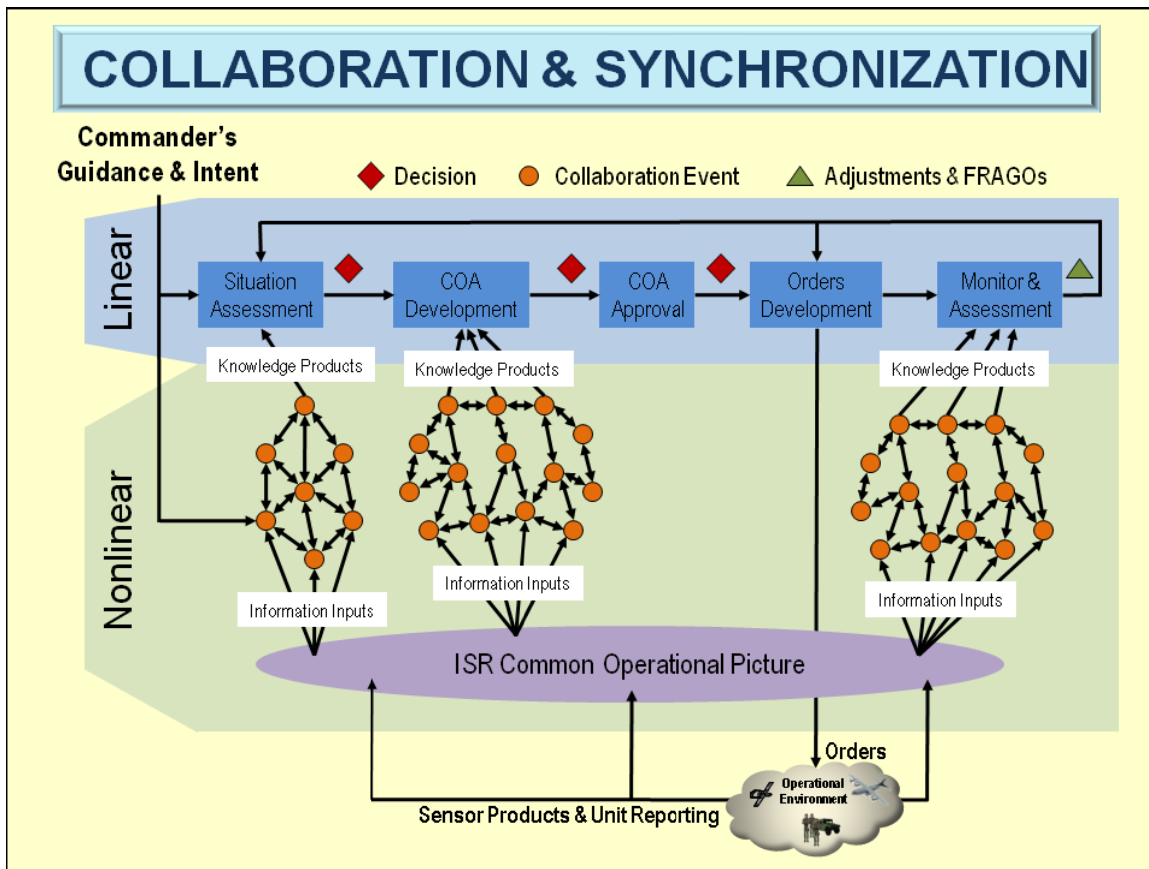 COLLABORATION & SYNCHRONIZATION
Commander's
Guidance & Intent
Decision
Collaboration Event
Adjustments & FRAGOs
Linear
Situation
Assessment
COA
Development
COA
Approval
Orders
Development
Monitor &
Assessment
Knowledge Products
Knowledge Products
Knowledge Products
Nonlinear
Information Inputs
Information Inputs
Information Inputs
ISR Common Operational Picture
Orders
Operational
Environment
Sensor Products & Unit Reporting